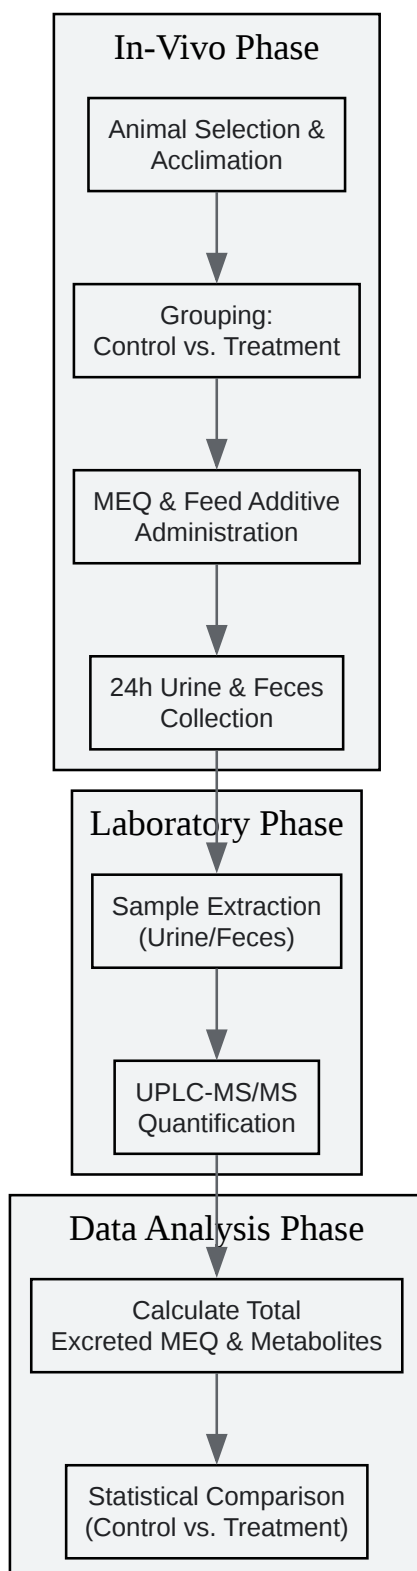 In-Vivo Phase
Animal Selection &
Acclimation
Grouping:
Control vs. Treatment
MEQ & Feed Additive
Administration
24h Urine & Feces
Collection
Laboratory Phase
Sample Extraction
(Urine/Feces)
UPLC-MS/MS
Quantification
Data Analysis Phase
Calculate Total
Excreted MEQ & Metabolites
Statistical Comparison
(Control vs. Treatment)